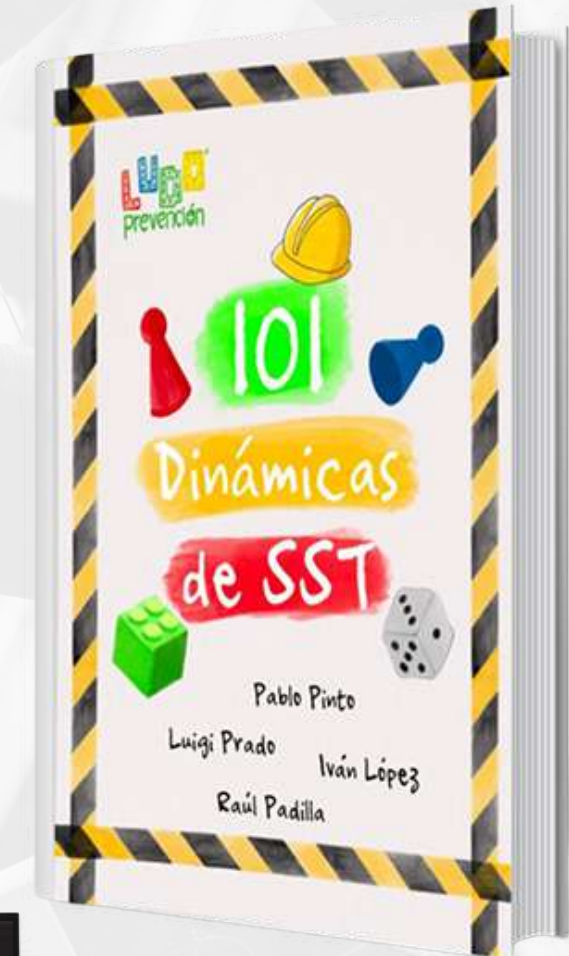 LUDO
prevención
101
Dinámicas
de SST
Pablo Pinto
Luigi Prado
Iván López
Raúl Padilla